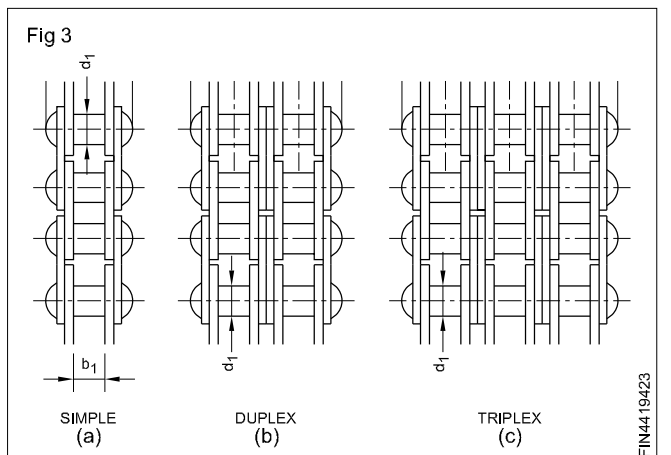 Fig 3
d1
b1
d1
d1
SIMPLE
(a)
DUPLEX
(b)
TRIPLEX
(c)
FIN4419423